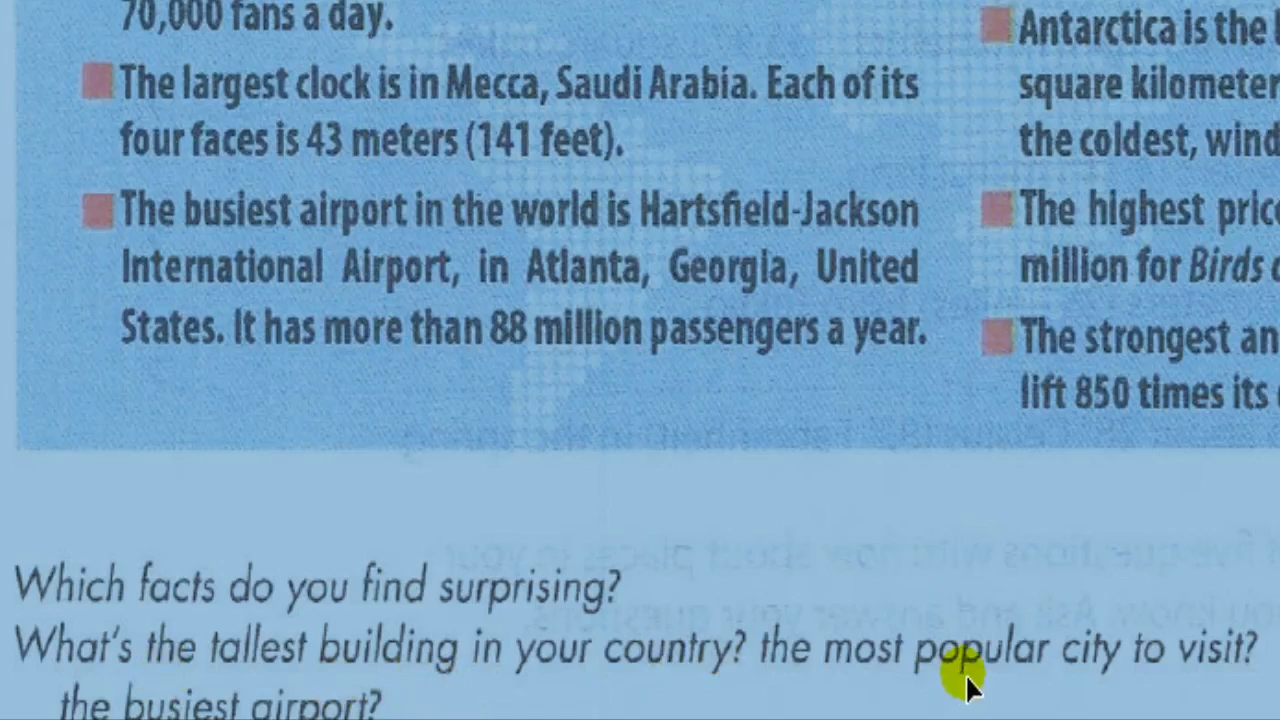 70,000 fans a day.
The largest clock is in Mecca, Saudi Arabia. Each of its
four faces is 43 meters (141 feet).
The busiest airport in the world is Hartsfield-Jackson
International Airport, in Atlanta, Georgia, United
States. It has more than 88 million passengers a year.
Antarctica is the
square kilometer
the coldest, wind
The highest pric
million for Birds
The strongest an
lift 850 times its
Which facts do you find surprising?
What's the tallest building in your country? the most popular city to visit?
the busiest airport?